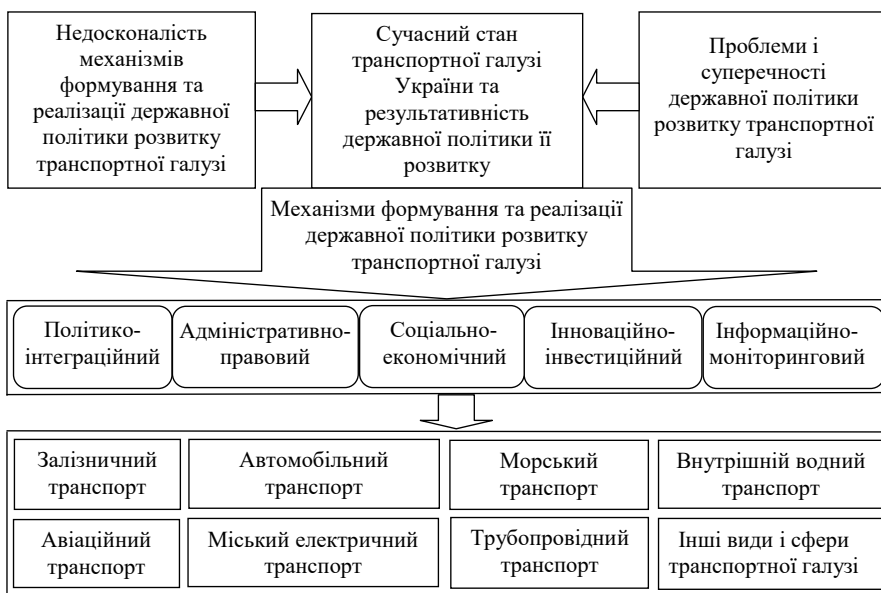 Недосконалість
механізмів
формування та
реалізації державної
політики розвитку
транспортної галузі
Сучасний стан
транспортної галузі
України та
результативність
державної політики її
розвитку
Проблеми і
суперечності
державної політики
розвитку транспортної
галузі
Механізми формування та реалізації
державної політики розвитку
транспортної галузі
Політико-
інтеграційний
Адміністративно-
правовий
Соціально-
економічний
Інноваційно-
інвестиційний
Інформаційно-
моніторинговий
Залізничний
транспорт
Автомобільний
транспорт
Морський
транспорт
Внутрішній водний
транспорт
Авіаційний
транспорт
Міський електричний
транспорт
Трубопровідний
транспорт
Інші види і сфери
транспортної галузі